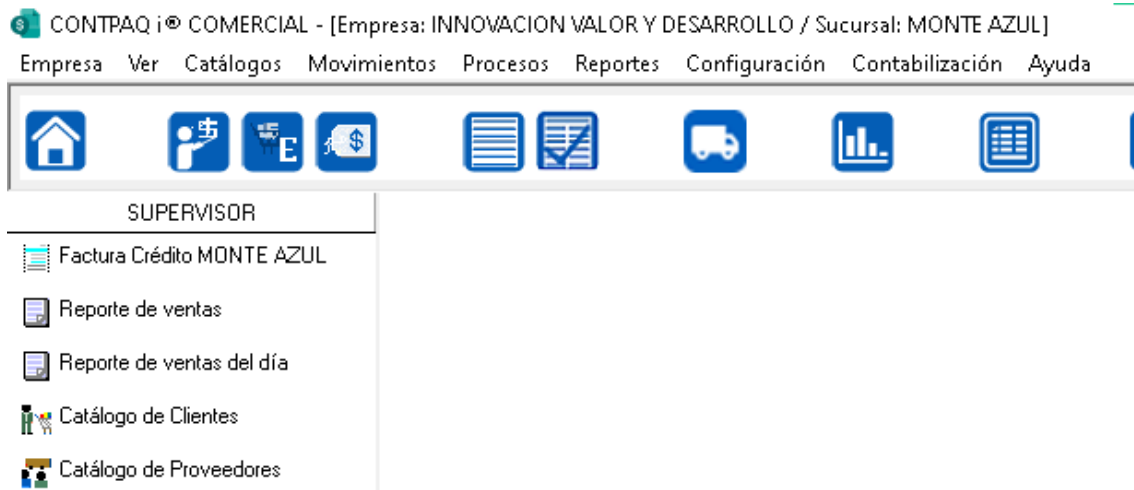 CONTPAQ i® COMERCIAL - [Empresa: INNOVACION VALOR Y DESARROLLO / Sucursal: MONTE AZUL]
Empresa Ver Catálogos Movimientos Procesos Reportes Configuración Contabilización Ayuda
SUPERVISOR
Factura Crédito MONTE AZUL
Reporte de ventas
Reporte de ventas del día
Catálogo de Clientes
Catálogo de Proveedores